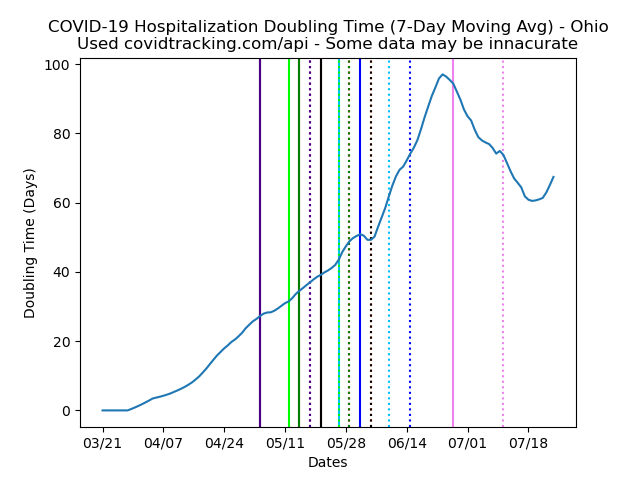 COVID-19 Hospitalization Doubling Time (7-Day Moving Avg) - Ohio
Used covidtracking.com/api - Some data may be innacurate
100
80
60
40
20
0
Doubling Time (Days)
03/21 04/07 04/24 05/11 05/28 06/14 07/01 07/18
Dates